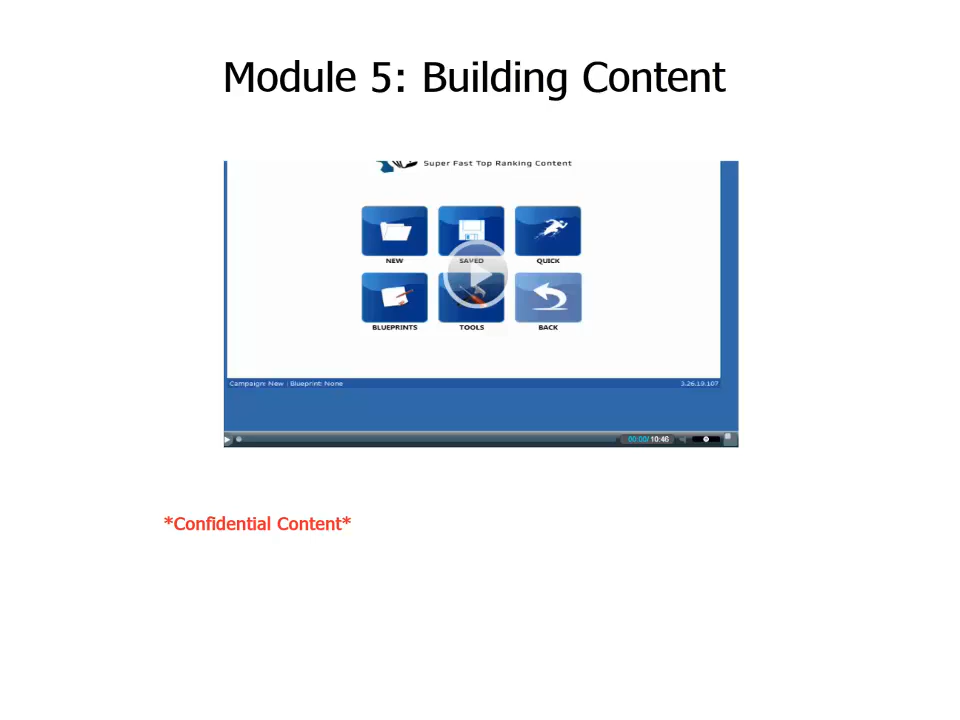 Module 5: Building Content
Super Fast Top Ranking Content
NEW
SAVED
QUICK
BLUEPRINTS
TOOLS
BACK
Campaign: New | Blueprint: None
3.26.19.107
00:00/10:46
*Confidential Content*